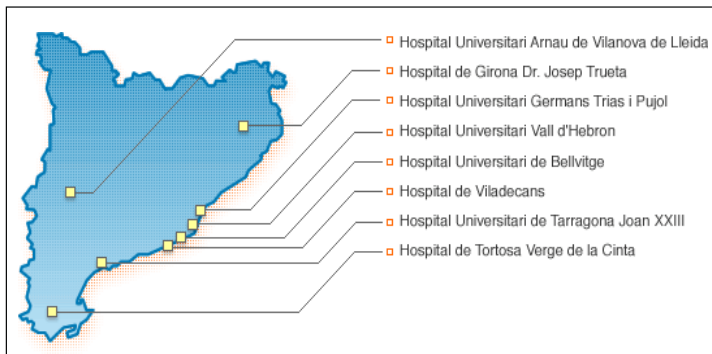 Hospital Universitari Arnau de Vilanova de Lleida
Hospital de Girona Dr. Josep Trueta
Hospital Universitari Germans Trias i Pujol
Hospital Universitari Vall d'Hebron
Hospital Universitari de Bellvitge
Hospital de Viladecans
Hospital Universitari de Tarragona Joan XXIII
Hospital de Tortosa Verge de la Cinta